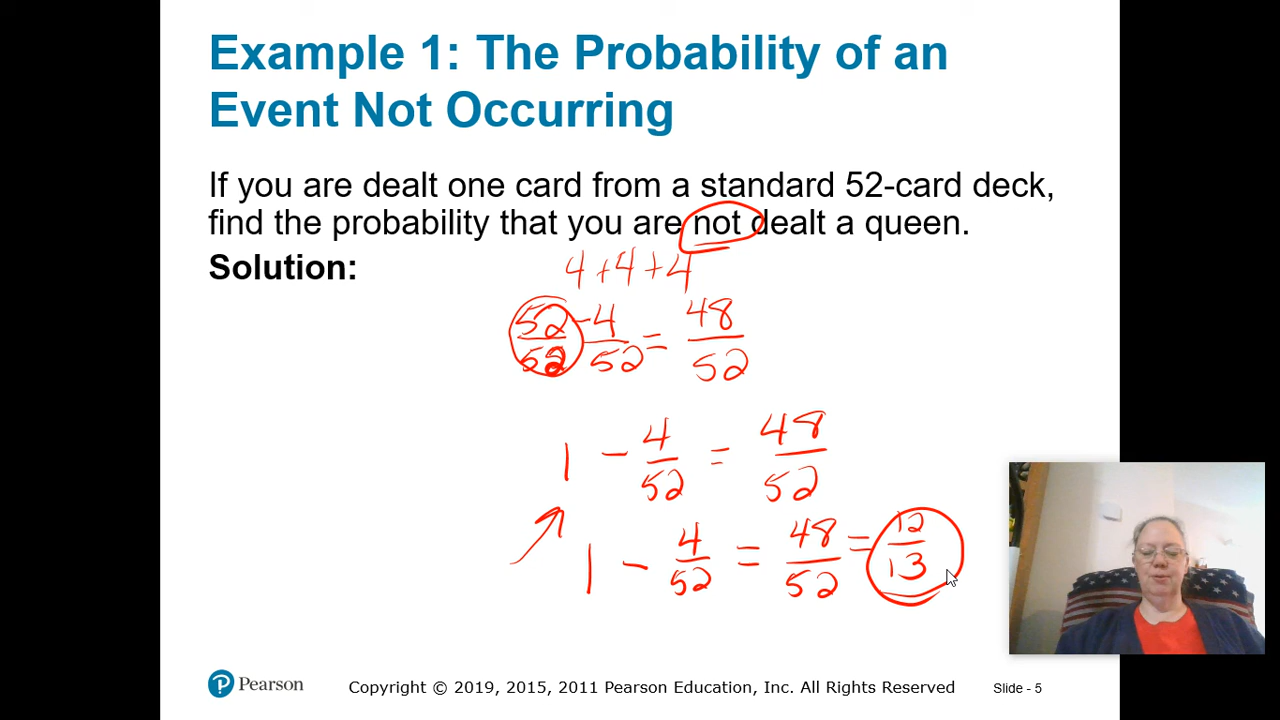 Example 1: The Probability of an
Event Not Occurring
If you are dealt one card from a standard 52-card deck,
find the probability that you are not dealt a queen.
Solution:
4+4+4
52/52 - 4/52 = 48/52
1 - 4/52 = 48/52
1 - 4/52 = 48/52 = 12/13
Pearson
Copyright © 2019, 2015, 2011 Pearson Education, Inc. All Rights Reserved
Slide - 5